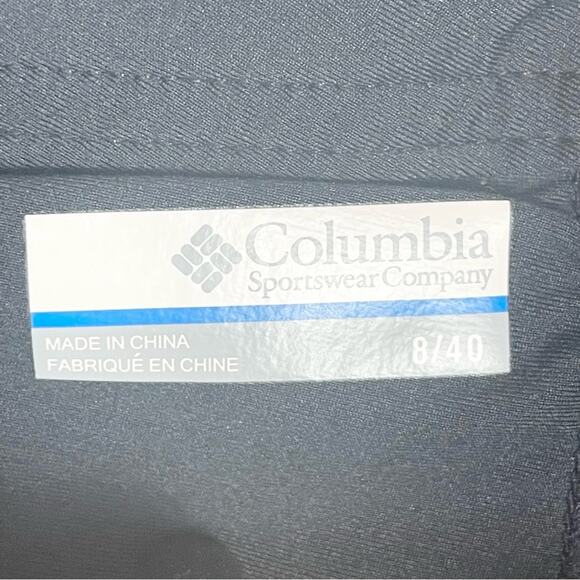 Columbia
Sportswear Company
MADE IN CHINA
FABRIQUÉ EN CHINE
8/40